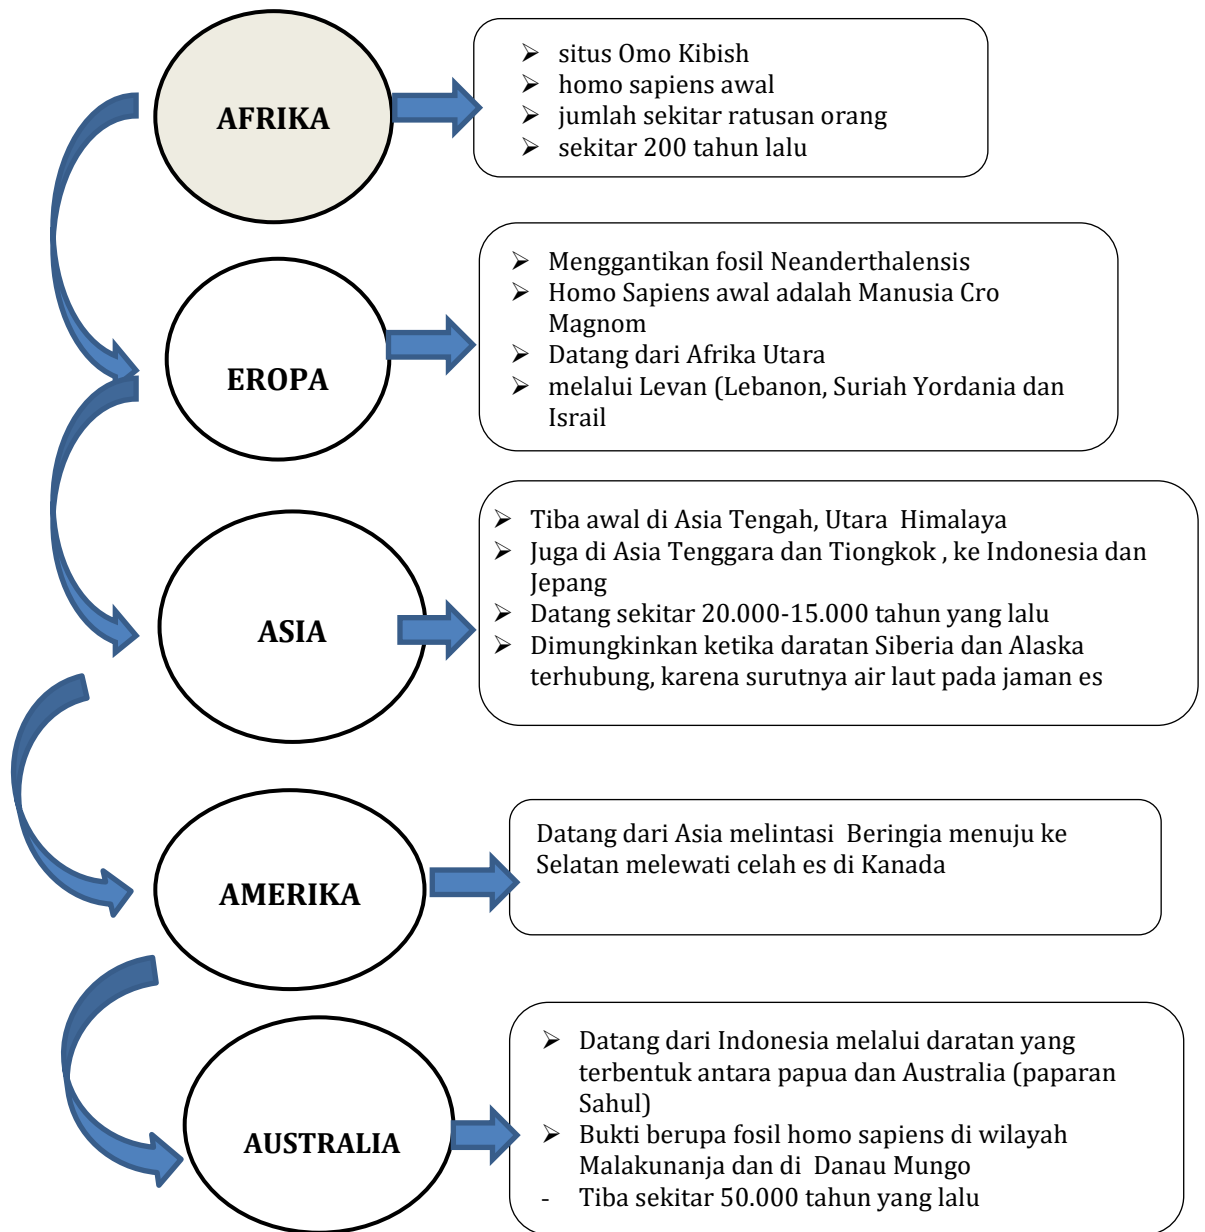 AFRIKA
➢ situs Omo Kibish
➢ homo sapiens awal
➢ jumlah sekitar ratusan orang
➢ sekitar 200 tahun lalu
EROPA
➢ Menggantikan fosil Neanderthalensis
➢ Homo Sapiens awal adalah Manusia Cro
Magnom
➢ Datang dari Afrika Utara
➢ melalui Levan (Lebanon, Suriah Yordania dan
Israil
ASIA
➢ Tiba awal di Asia Tengah, Utara Himalaya
➢ Juga di Asia Tenggara dan Tiongkok , ke Indonesia dan
Jepang
➢ Datang sekitar 20.000-15.000 tahun yang lalu
➢ Dimungkinkan ketika daratan Siberia dan Alaska
terhubung, karena surutnya air laut pada jaman es
AMERIKA
Datang dari Asia melintasi Beringia menuju ke
Selatan melewati celah es di Kanada
AUSTRALIA
➢ Datang dari Indonesia melalui daratan yang
terbentuk antara papua dan Australia (paparan
Sahul)
➢ Bukti berupa fosil homo sapiens di wilayah
Malakunanja dan di Danau Mungo
- Tiba sekitar 50.000 tahun yang lalu